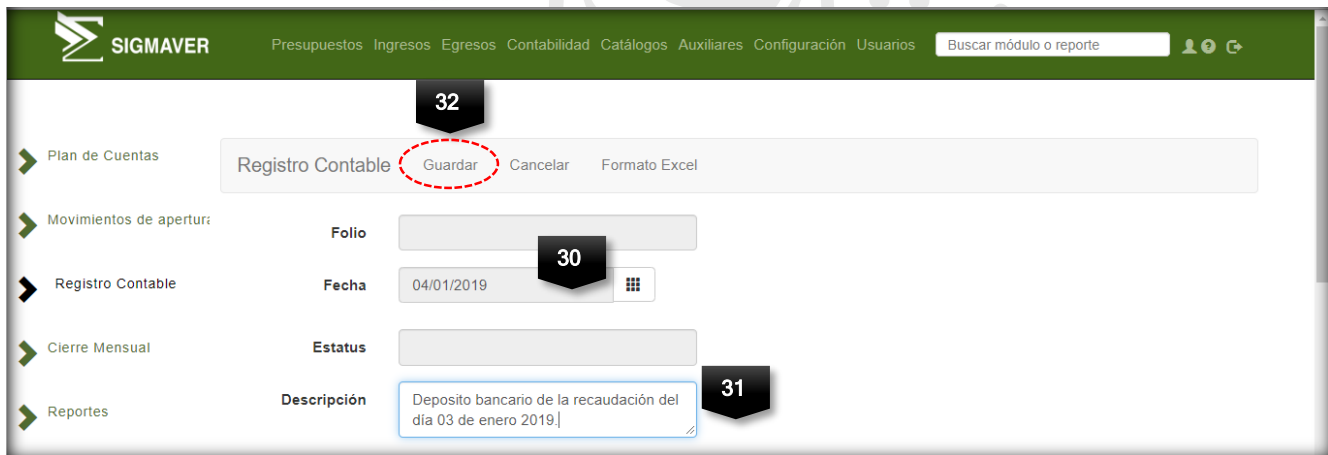 SIGMAVER
Presupuestos Ingresos Egresos Contabilidad Catálogos Auxiliares Configuración Usuarios Buscar módulo o reporte
32
Plan de Cuentas
Registro Contable Guardar Cancelar Formato Excel
Movimientos de apertura
Folio
30
Registro Contable
Fecha 04/01/2019
Cierre Mensual
Estatus
31
Reportes
Descripción Deposito bancario de la recaudación del
día 03 de enero 2019.